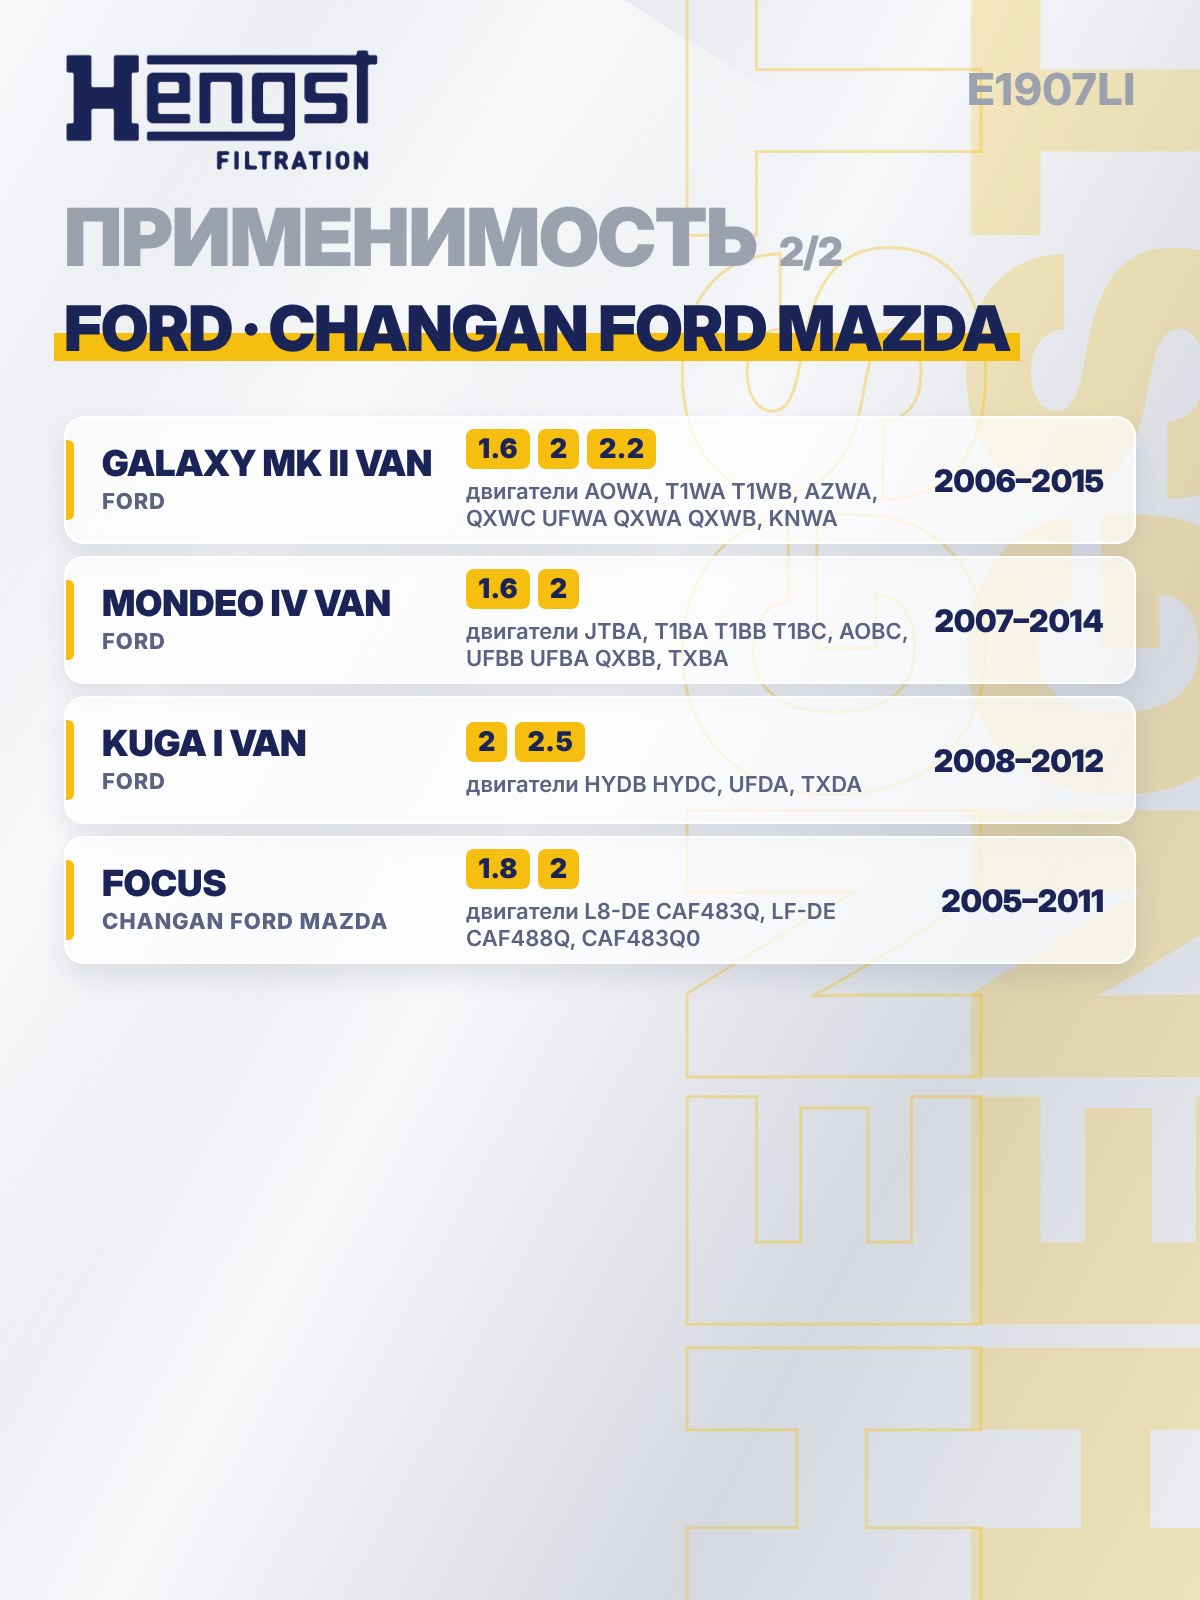 Hengst
FILTRATION
E1907LI
ПРИМЕНИМОСТЬ 2/2
FORD · CHANGAN FORD MAZDA
GALAXY MK II VAN
FORD
1.6 2 2.2
двигатели AOWA, T1WA T1WB, AZWA,
QXWC UFWA QXWA QXWB, KNWA
2006–2015
MONDEO IV VAN
FORD
1.6 2
двигатели JTBA, T1BA T1BB T1BC, AOBC,
UFBB UFBA QXBB, TXBA
2007–2014
KUGA I VAN
FORD
2 2.5
двигатели HYDB HYDC, UFDA, TXDA
2008–2012
FOCUS
CHANGAN FORD MAZDA
1.8 2
двигатели L8-DE CAF483Q, LF-DE
CAF488Q, CAF483Q0
2005–2011
HENGST
HENGST